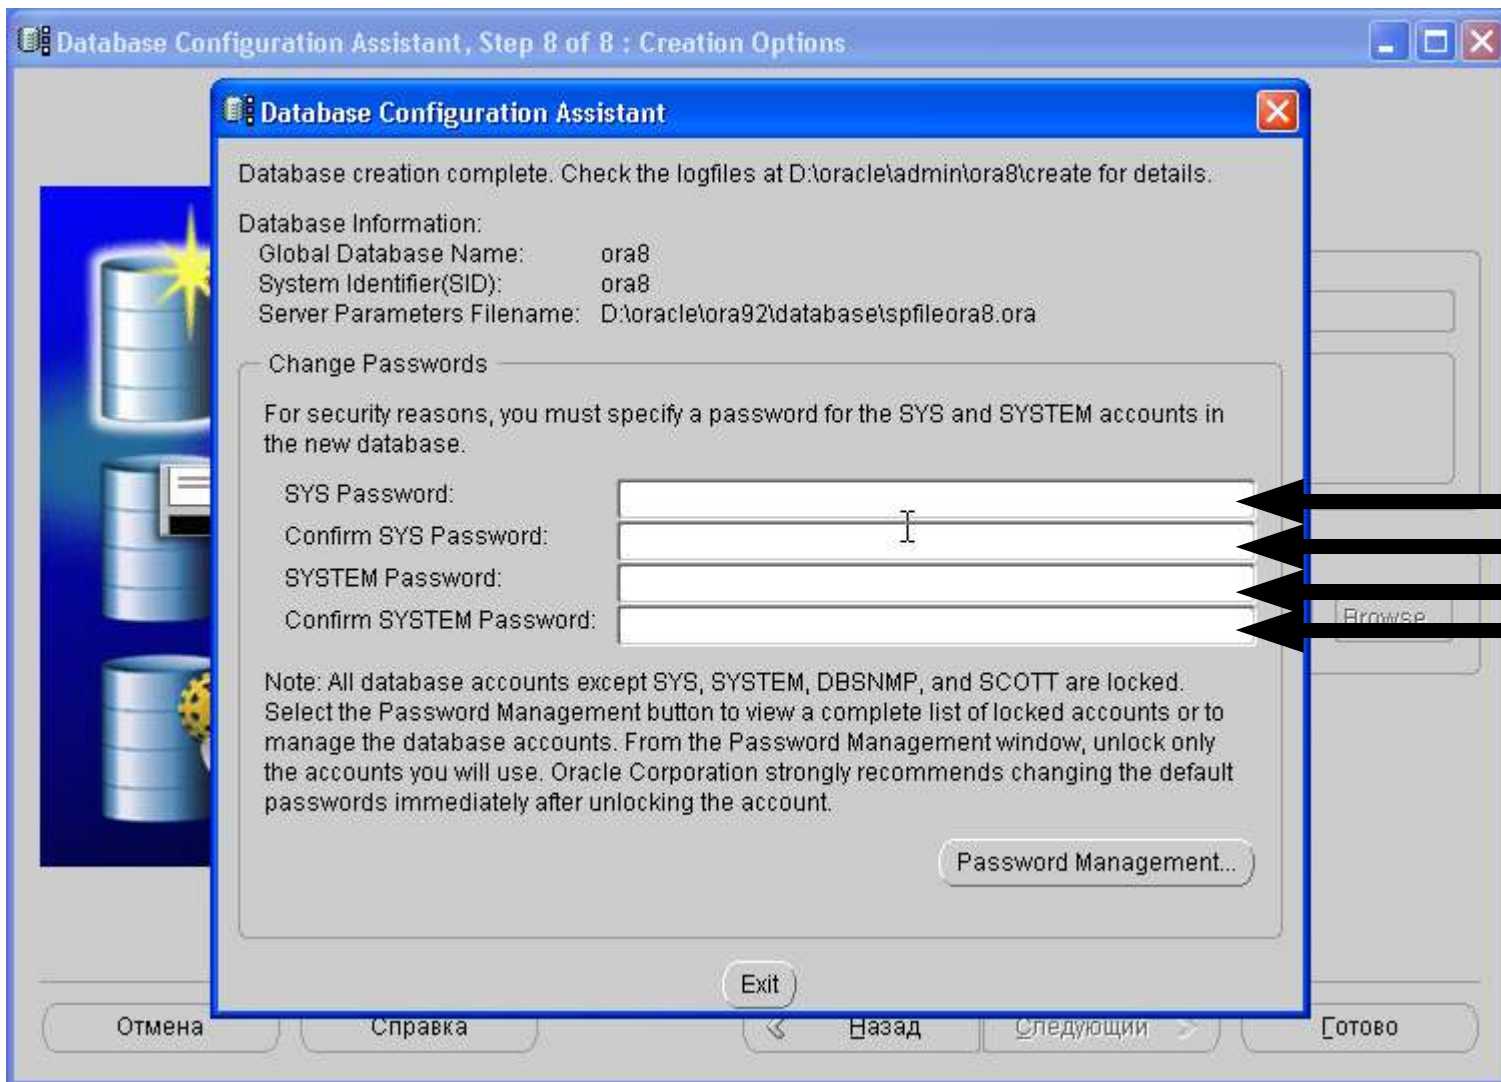 Database Configuration Assistant, Step 8 of 8 : Creation Options
Database Configuration Assistant
Database creation complete. Check the logfiles at D:\oracle\admin\ora8\create for details.
Database Information:
Global Database Name: ora8
System Identifier(SID): ora8
Server Parameters Filename: D:\oracle\ora92\database\spfileora8.ora
Change Passwords
For security reasons, you must specify a password for the SYS and SYSTEM accounts in
the new database.
SYS Password:
Confirm SYS Password:
SYSTEM Password:
Confirm SYSTEM Password:
Browse...
Note: All database accounts except SYS, SYSTEM, DBSNMP, and SCOTT are locked.
Select the Password Management button to view a complete list of locked accounts or to
manage the database accounts. From the Password Management window, unlock only
the accounts you will use. Oracle Corporation strongly recommends changing the default
passwords immediately after unlocking the account.
Password Management...
Exit
Отмена Справка Назад Следующий Готово